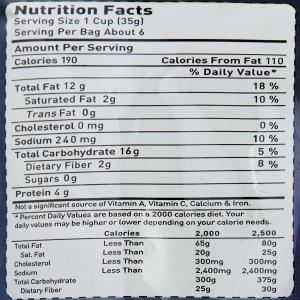 Nutrition Facts
Serving Size 1 Cup (35g)
Serving Per Bag About 6
Amount Per Serving
Calories 190 Calories From Fat 110
% Daily Value*
Total Fat 12 g 18 %
Saturated Fat 2g 10 %
Trans Fat 0g
Cholesterol 0 mg 0 %
Sodium 240 mg 10 %
Total Carbohydrate 16g 5 %
Dietary Fiber 2g 8 %
Sugars 0g
Protein 4 g
Not a significant source of Vitamin A, Vitamin C, Calcium & Iron.
* Percent Daily Values are based on a 2000 calories diet. Your
daily values may be higher or lower depending on your calorie needs.
Calories 2,000 2,500
Total Fat Less Than 65g 80g
Sat. Fat Less Than 20g 25g
Cholesterol Less Than 300mg 300mg
Sodium Less Than 2,400mg 2,400mg
Total Carbohydrate 300g 375g
Dietary Fiber 25g 30g